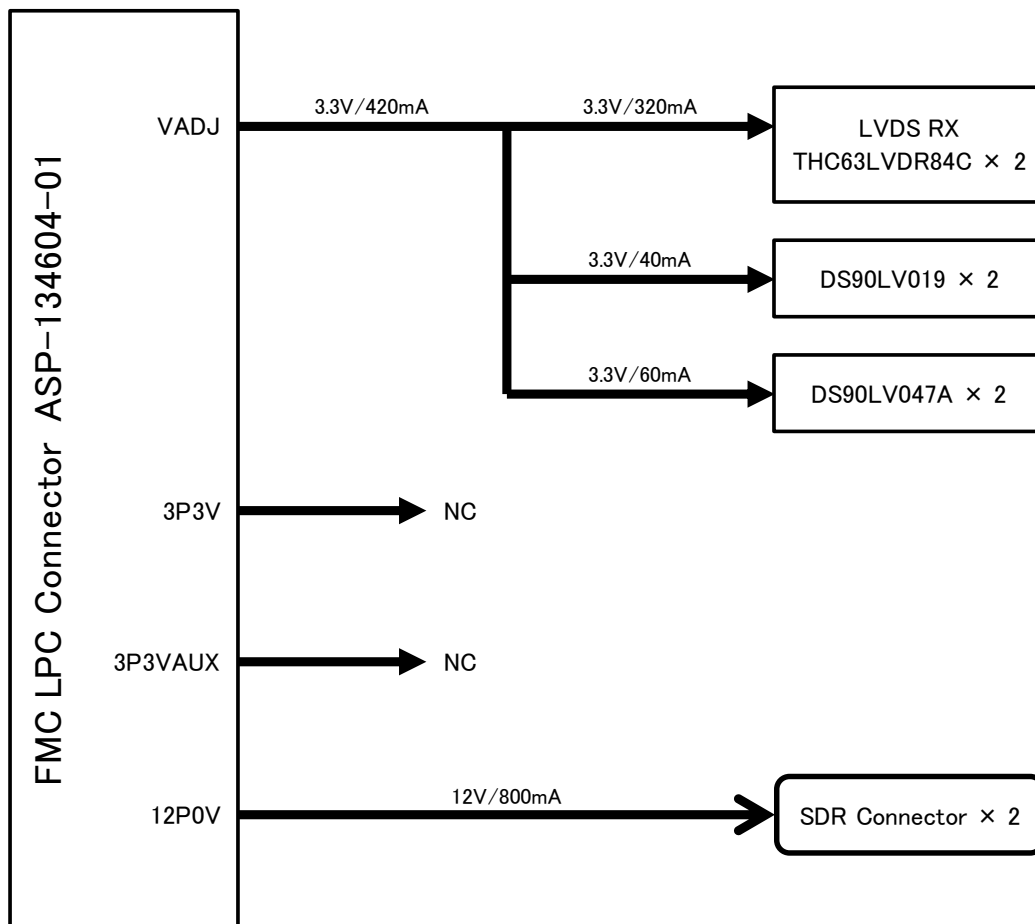 FMC LPC Connector ASP-134604-01
VADJ
3.3V/420mA
3.3V/320mA
LVDS RX
THC63LVDR84C × 2
3.3V/40mA
DS90LV019 × 2
3.3V/60mA
DS90LV047A × 2
3P3V
NC
3P3VAUX
NC
12P0V
12V/800mA
SDR Connector × 2